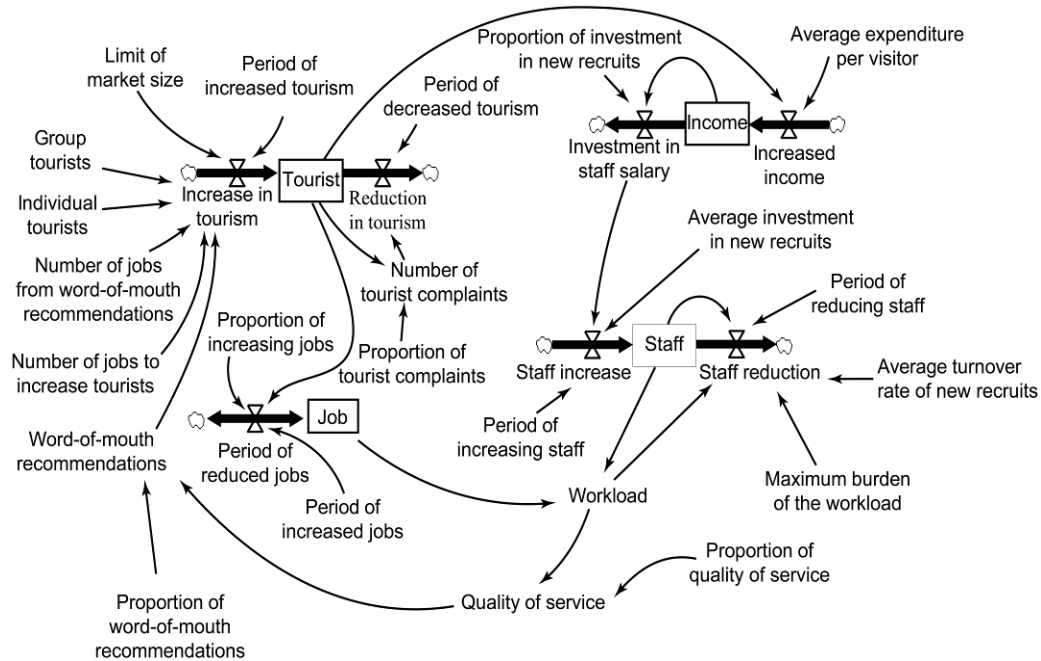 Limit of
market size
Period of
increased tourism
Proportion of investment
in new recruits
Average expenditure
per visitor
Period of
decreased tourism
Income
Investment in
staff salary
Increased
income
Group
tourists
Tourist
Individual
tourists
Increase in
tourism
Reduction
in tourism
Average investment
in new recruits
Number of jobs
from word-of-mouth
recommendations
Number of
tourist complaints
Period of
reducing staff
Proportion of
increasing jobs
Proportion of
tourist complaints
Number of jobs to
increase tourists
Staff
Staff increase
Staff reduction
Average turnover
rate of new recruits
Job
Word-of-mouth
recommendations
Period of
reduced jobs
Period of
increasing staff
Period of
increased jobs
Workload
Maximum burden
of the workload
Proportion of
quality of service
Quality of service
Proportion of
word-of-mouth
recommendations